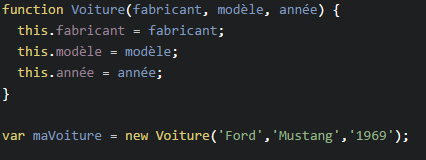 function Voiture(fabricant, modèle, année) {
  this.fabricant = fabricant;
  this.modèle = modèle;
  this.année = année;
}

var maVoiture = new Voiture('Ford','Mustang','1969');